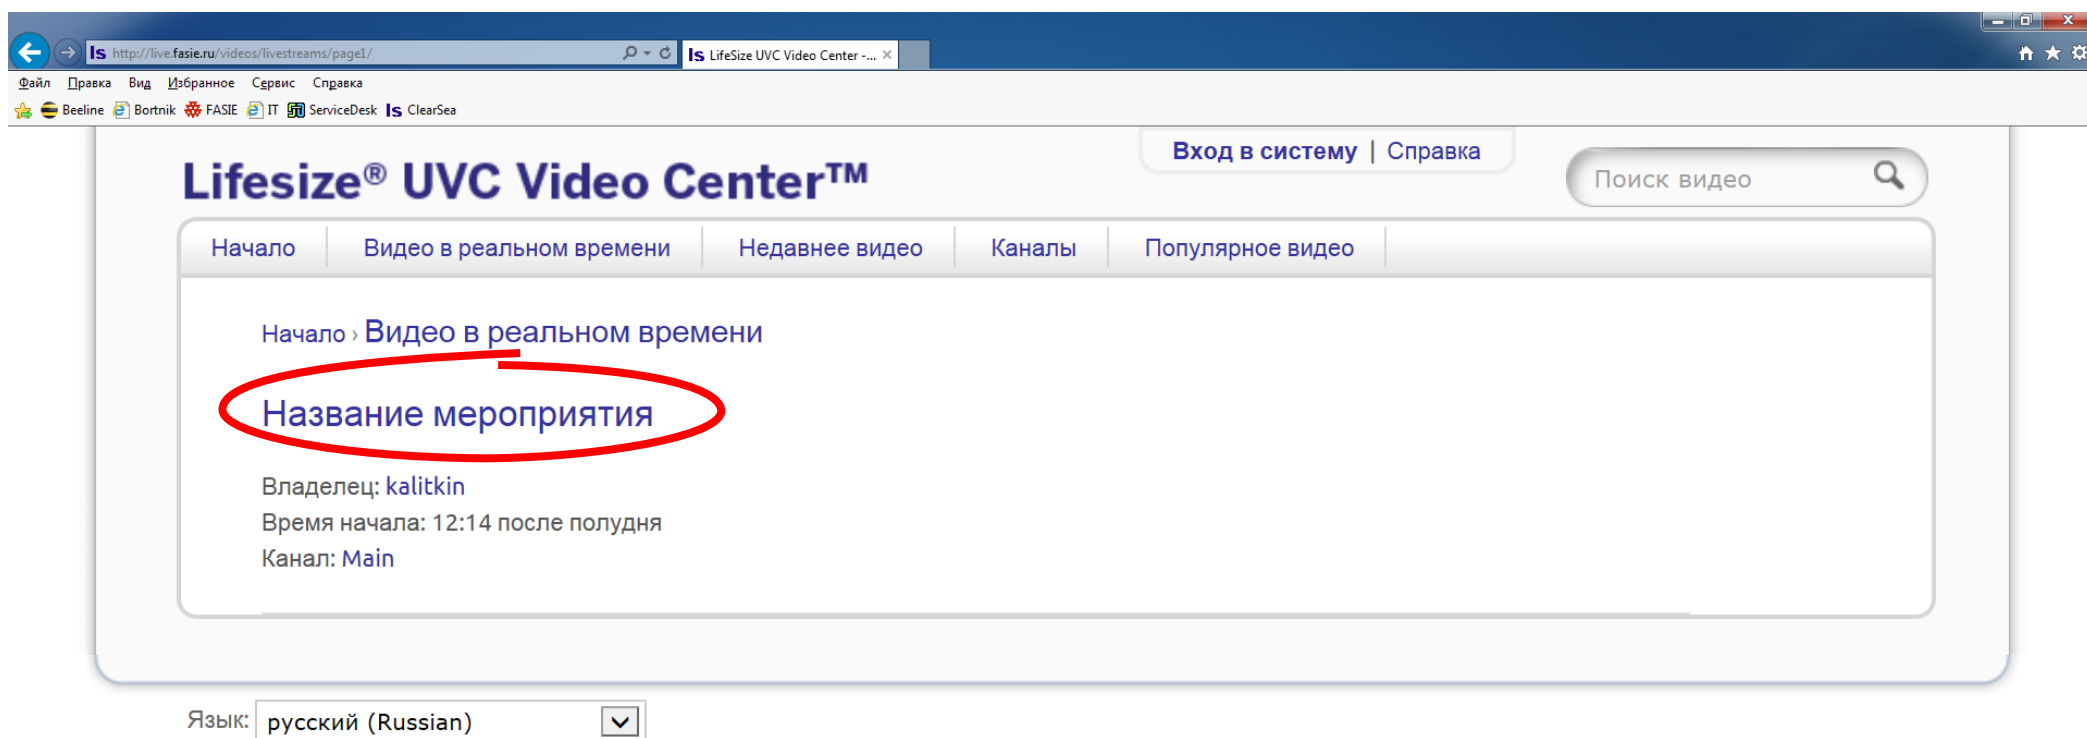 http://live.fasie.ru/videos/livestreams/page1/
ls LifeSize UVC Video Center -...
Файл Правка Вид Избранное Сервис Справка
Beeline Bortnik FASIE IT ServiceDesk ls ClearSea
Вход в систему | Справка
Lifesize® UVC Video Center™
Поиск видео
Начало Видео в реальном времени Недавнее видео Каналы Популярное видео
Начало › Видео в реальном времени
Название мероприятия
Владелец: kalitkin
Время начала: 12:14 после полудня
Канал: Main
Язык: русский (Russian)